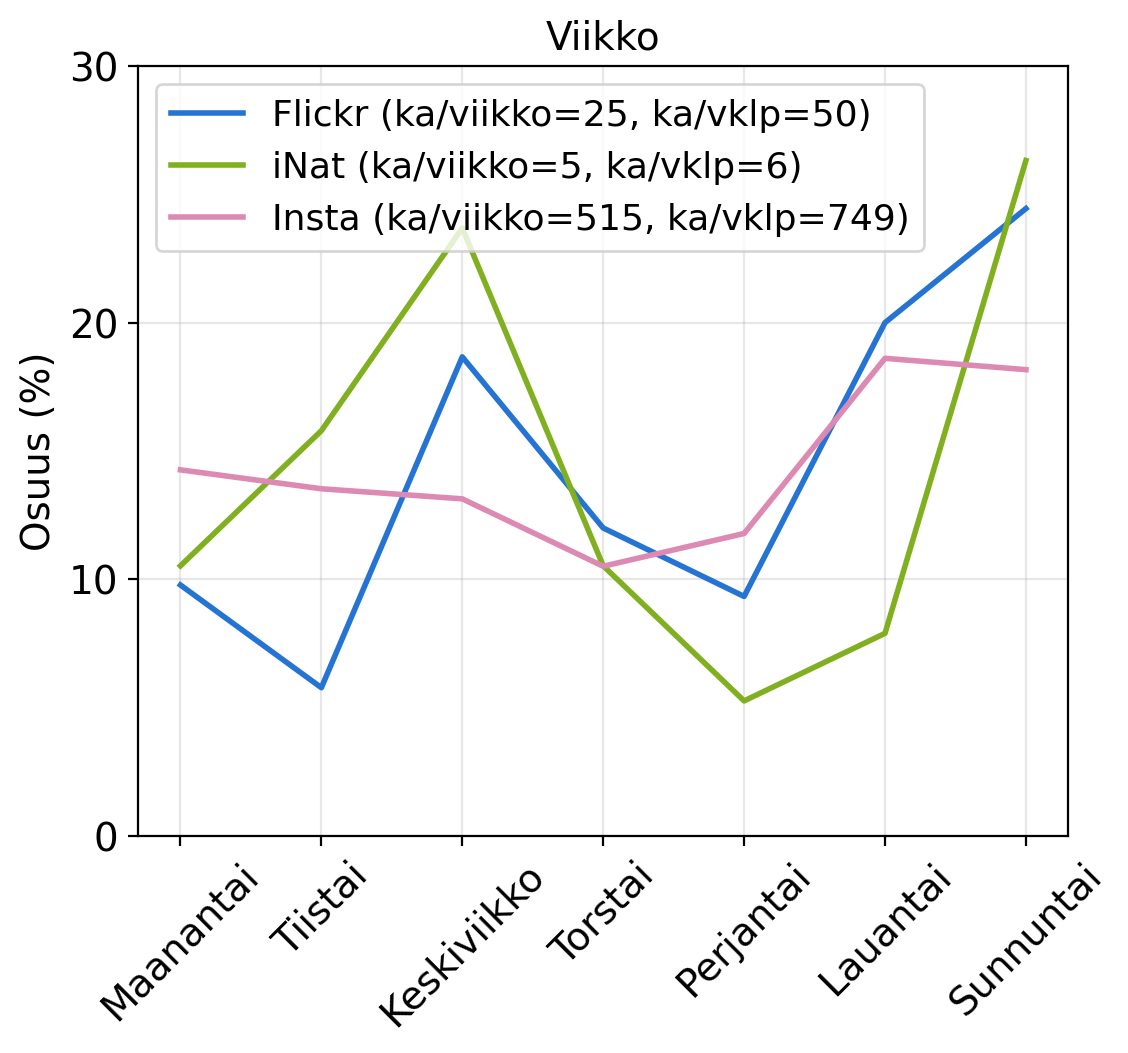 Viikko
Flickr (ka/viikko=25, ka/vklp=50)
iNat (ka/viikko=5, ka/vklp=6)
Insta (ka/viikko=515, ka/vklp=749)
Osuus (%)
30
20
10
0
Maanantai
Tiistai
Keskiviikko
Torstai
Perjantai
Lauantai
Sunnuntai